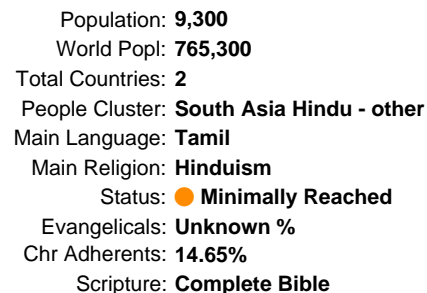 Population: 9,300
World Popl: 765,300
Total Countries: 2
People Cluster: South Asia Hindu - other
Main Language: Tamil
Main Religion: Hinduism
Status: Minimally Reached
Evangelicals: Unknown %
Chr Adherents: 14.65%
Scripture: Complete Bible